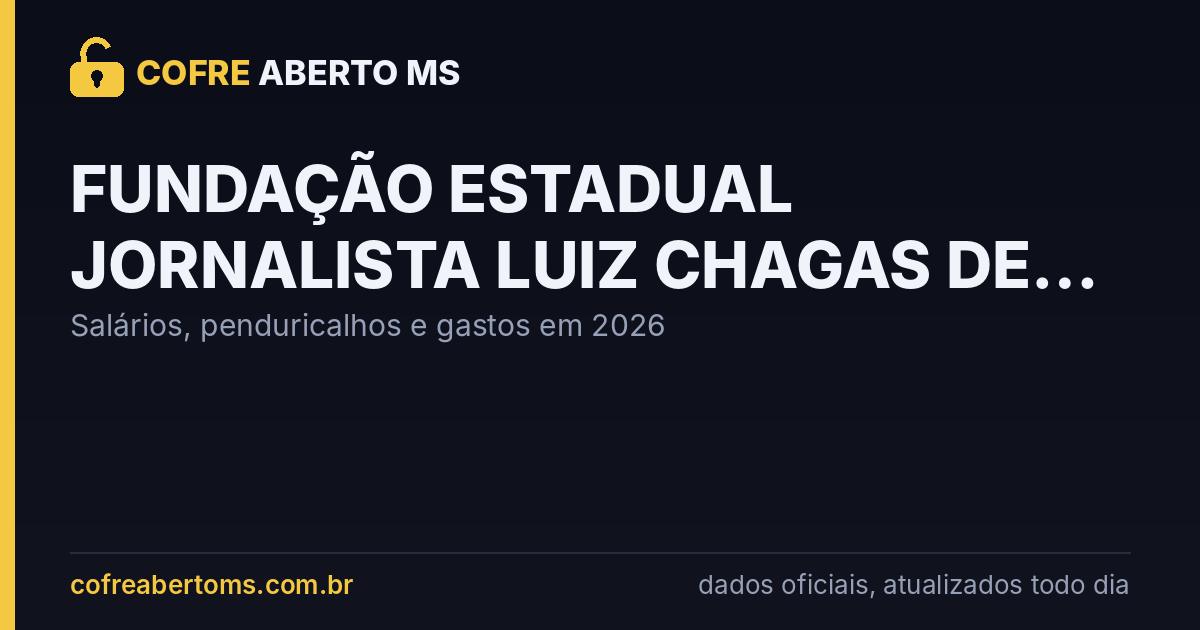 COFRE ABERTO MS
FUNDAÇÃO ESTADUAL
JORNALISTA LUIZ CHAGAS DE...
Salários, penduricalhos e gastos em 2026
cofreabertoms.com.br
dados oficiais, atualizados todo dia